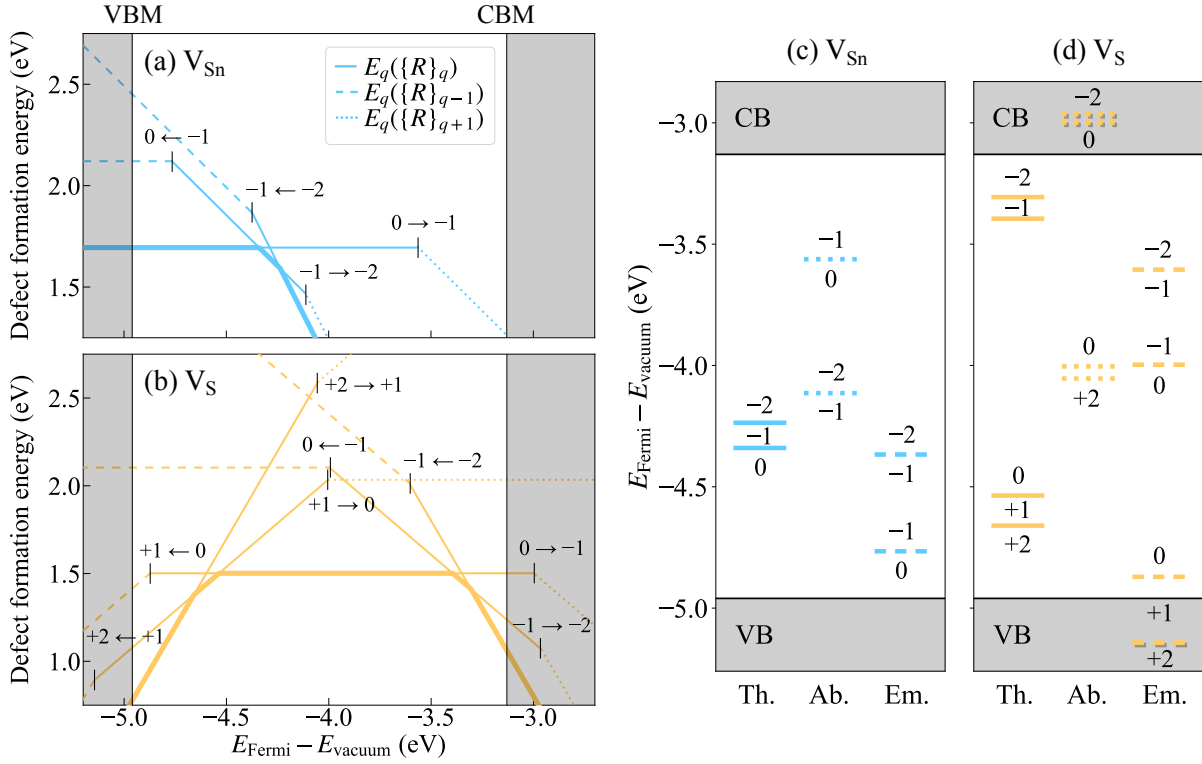 VBM
CBM
(a) V_Sn
E_q({R}_q)
E_q({R}_{q−1})
E_q({R}_{q+1})
Defect formation energy (eV)
2.5
2.0
1.5
0 ← −1
−1 ← −2
0 → −1
−1 → −2
(b) V_S
Defect formation energy (eV)
2.5
2.0
1.5
1.0
+2 → +1
0 ← −1
−1 ← −2
+1 → 0
+1 ← 0
0 → −1
+2 ← +1
−1 → −2
−5.0
−4.5
−4.0
−3.5
−3.0
E_Fermi − E_vacuum (eV)
(c) V_Sn
E_Fermi − E_vacuum (eV)
−3.0
−3.5
−4.0
−4.5
−5.0
CB
−1
0
−2
−1
−2
−1
0
−2
−1
−1
0
VB
Th.
Ab.
Em.
(d) V_S
CB
−2
0
−2
−1
−2
−1
0
+2
−1
0
0
+1
+2
0
+1
+2
VB
Th.
Ab.
Em.